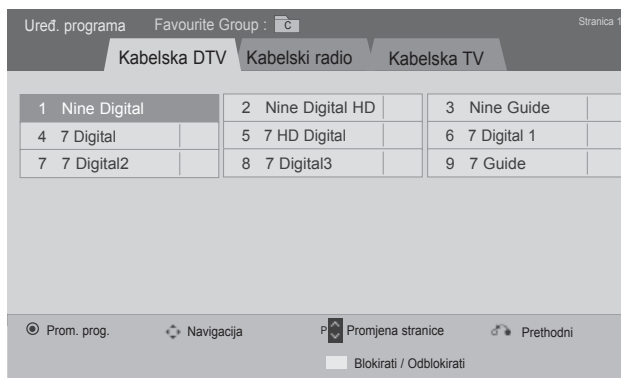 Uređ. programa Favourite Group : C Stranica 1
Kabelska DTV Kabelski radio Kabelska TV
1 Nine Digital 2 Nine Digital HD 3 Nine Guide
4 7 Digital 5 7 HD Digital 6 7 Digital 1
7 7 Digital2 8 7 Digital3 9 7 Guide
Prom. prog. Navigacija P Promjena stranice Prethodni
Blokirati / Odblokirati